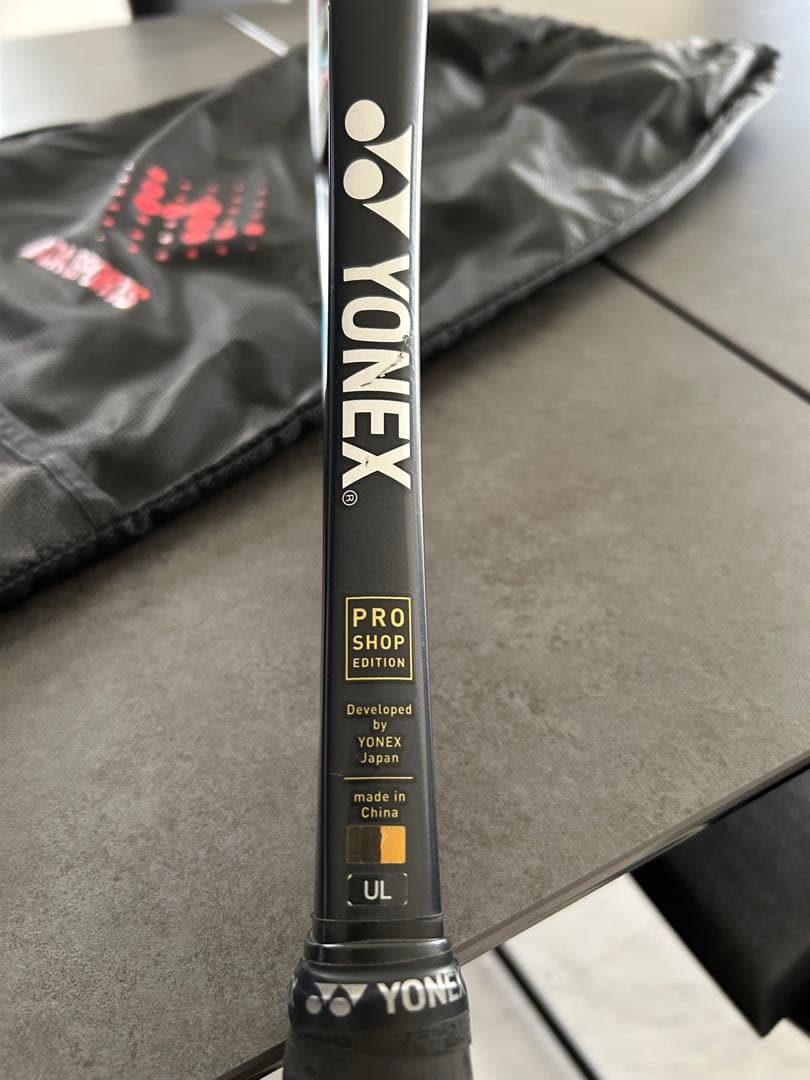 YONEX
®
PRO
SHOP
EDITION
Developed
by
YONEX
Japan
made in
China
UL
YONEX